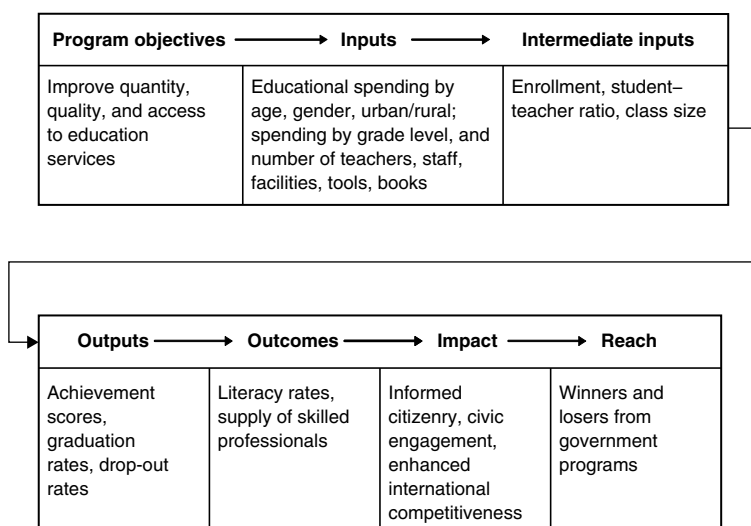 Program objectives Inputs Intermediate inputs
Improve quantity, quality, and access to education services
Educational spending by age, gender, urban/rural; spending by grade level, and number of teachers, staff, facilities, tools, books
Enrollment, student–teacher ratio, class size
Outputs Outcomes Impact Reach
Achievement scores, graduation rates, drop-out rates
Literacy rates, supply of skilled professionals
Informed citizenry, civic engagement, enhanced international competitiveness
Winners and losers from government programs